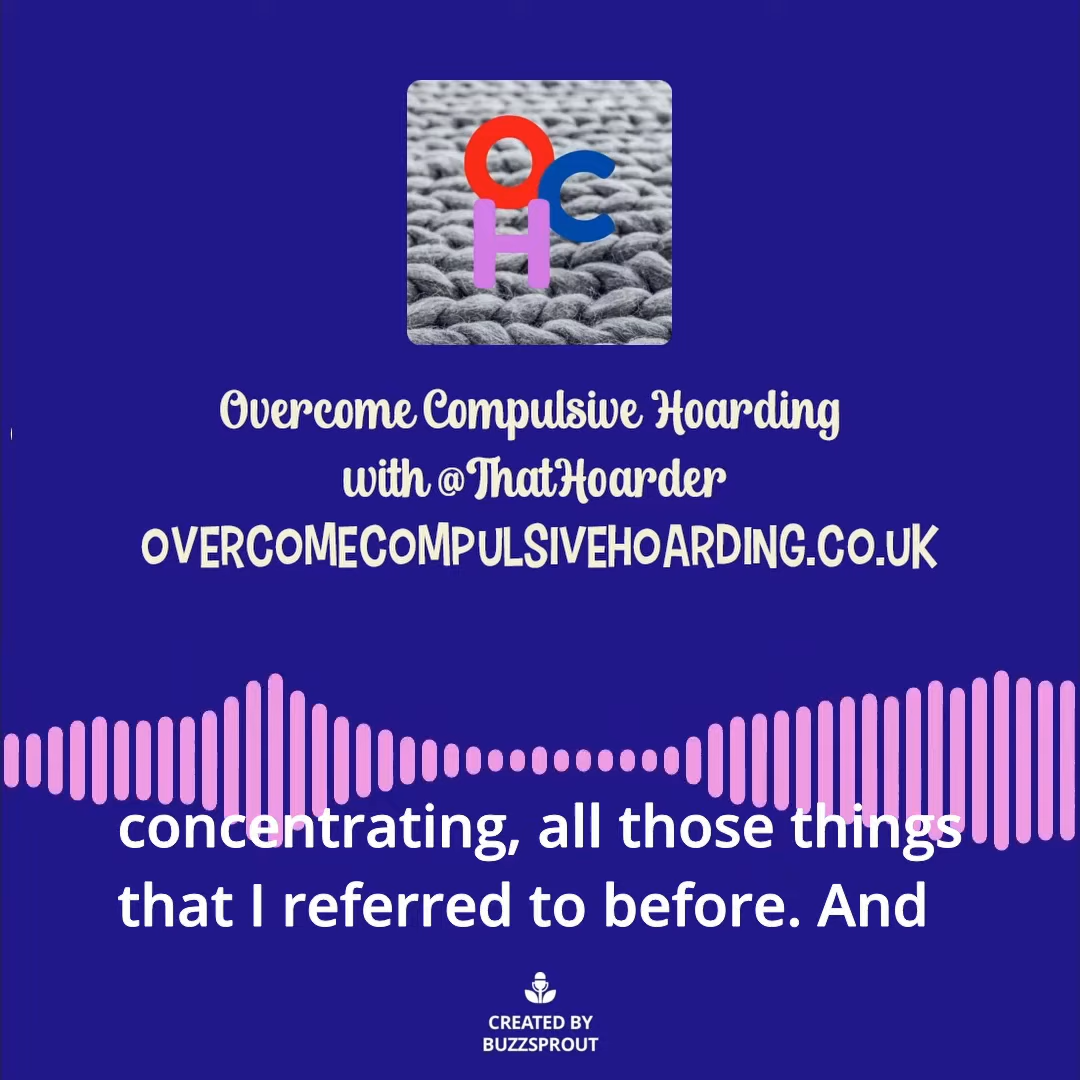 O
C
H
Overcome Compulsive Hoarding
with @ThatHoarder
OVERCOMECOMPULSIVEHOARDING.CO.UK
concentrating, all those things
that I referred to before. And
CREATED BY
BUZZSPROUT